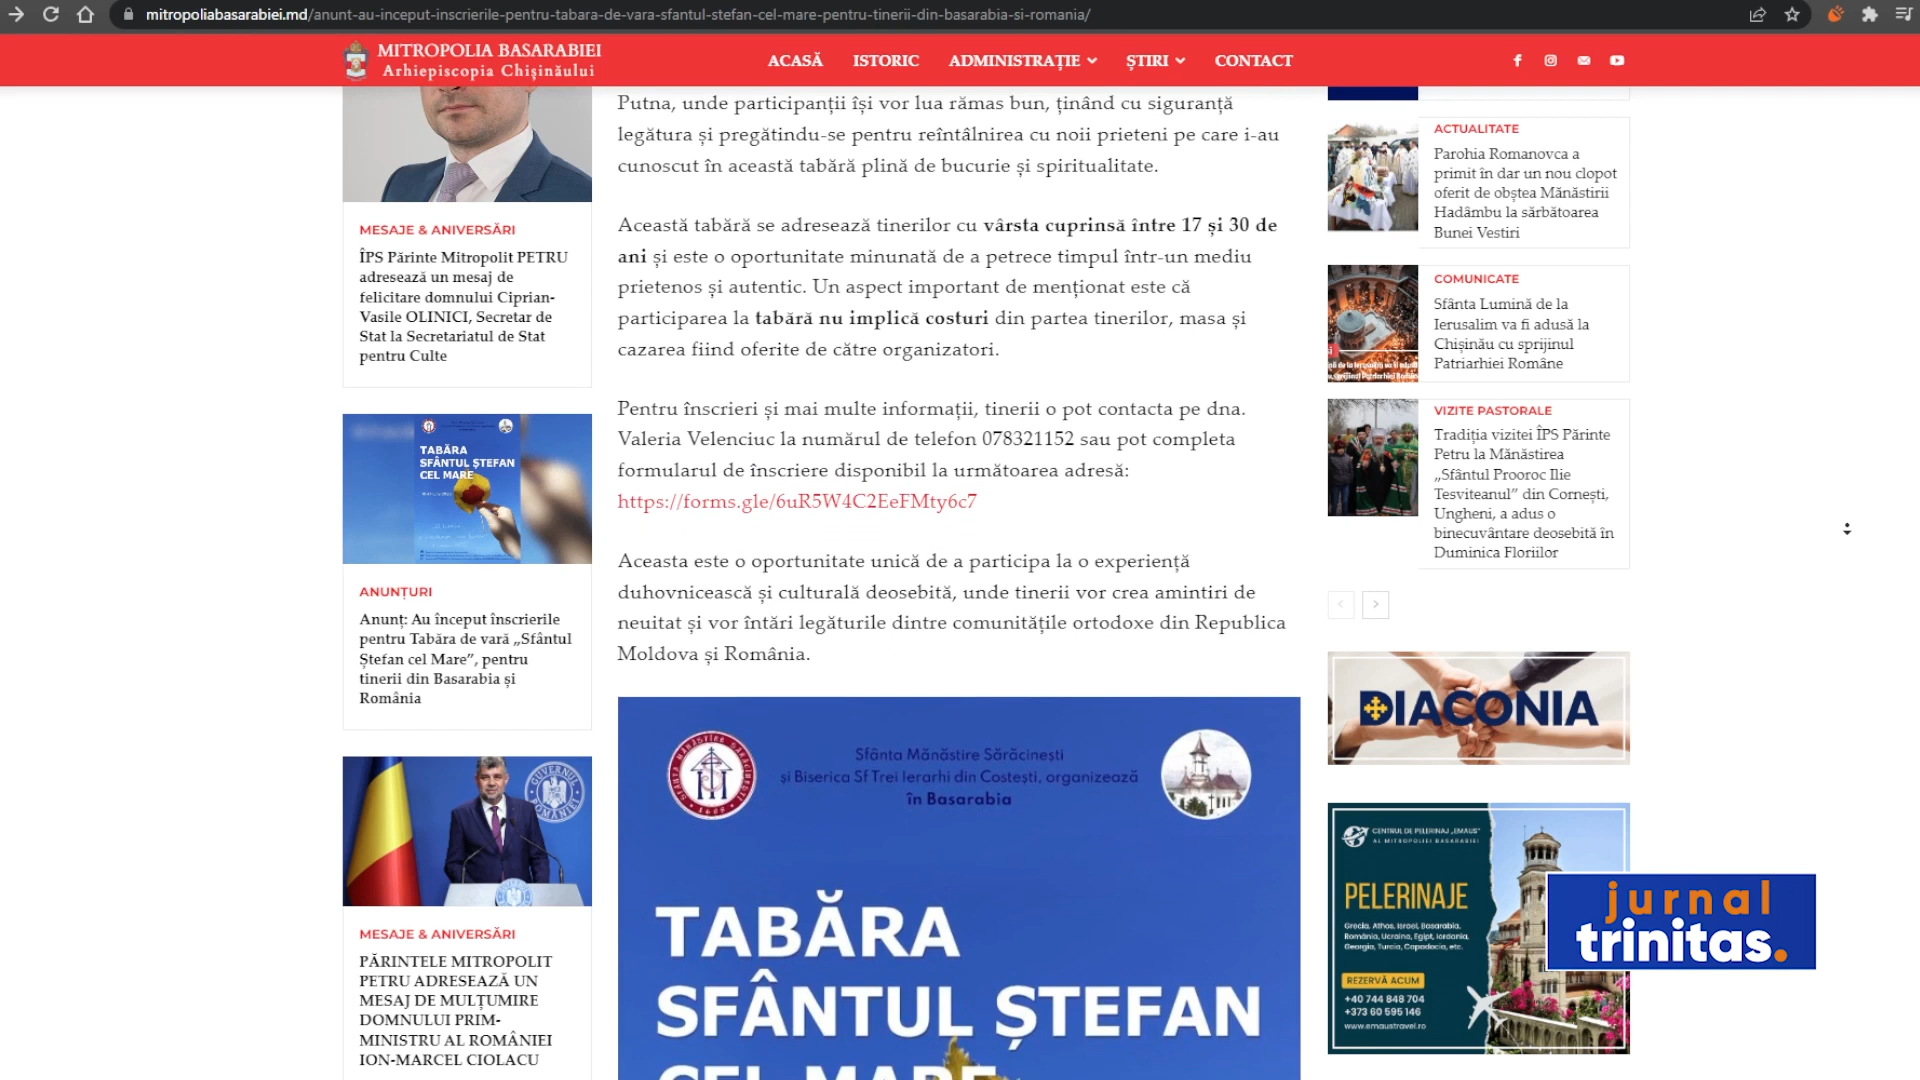 mitropoliabasarabiei.md/anunt-au-inceput-inscrierile-pentru-tabara-de-vara-sfantul-stefan-cel-mare-pentru-tinerii-din-basarabia-si-romania/
MITROPOLIA BASARABIEI
Arhiepiscopia Chișinăului
ACASĂ
ISTORIC
ADMINISTRAȚIE
ȘTIRI
CONTACT
MESAJE & ANIVERSĂRI
ÎPS Părinte Mitropolit PETRU
adresează un mesaj de
felicitare domnului Ciprian-
Vasile OLINICI, Secretar de
Stat la Secretariatul de Stat
pentru Culte
TABĂRA
SFÂNTUL ȘTEFAN
CEL MARE
ANUNȚURI
Anunț: Au început înscrierile
pentru Tabăra de vară „Sfântul
Ștefan cel Mare”, pentru
tinerii din Basarabia și
România
GUVERNUL
ROMÂNIEI
MESAJE & ANIVERSĂRI
PĂRINTELE MITROPOLIT
PETRU ADRESEAZĂ UN
MESAJ DE MULȚUMIRE
DOMNULUI PRIM-
MINISTRU AL ROMÂNIEI
ION-MARCEL CIOLACU
Putna, unde participanții își vor lua rămas bun, ținând cu siguranță
legătura și pregătindu-se pentru reîntâlnirea cu noii prieteni pe care i-au
cunoscut în această tabără plină de bucurie și spiritualitate.
Această tabără se adresează tinerilor cu vârsta cuprinsă între 17 și 30 de
ani și este o oportunitate minunată de a petrece timpul într-un mediu
prietenos și autentic. Un aspect important de menționat este că
participarea la tabără nu implică costuri din partea tinerilor, masa și
cazarea fiind oferite de către organizatori.
Pentru înscrieri și mai multe informații, tinerii o pot contacta pe dna.
Valeria Velenciuc la numărul de telefon 078321152 sau pot completa
formularul de înscriere disponibil la următoarea adresă:
https://forms.gle/6uR5W4C2EeFMty6c7
Aceasta este o oportunitate unică de a participa la o experiență
duhovnicească și culturală deosebită, unde tinerii vor crea amintiri de
neuitat și vor întări legăturile dintre comunitățile ortodoxe din Republica
Moldova și România.
SFÂNTA MĂNĂSTIRE SĂRĂCINEȘTI
1688
Sfânta Mănăstire Sărăcinești
și Biserica Sf Trei Ierarhi din Costești, organizează
în Basarabia
TABĂRA
SFÂNTUL ȘTEFAN
CEL MARE
ACTUALITATE
Parohia Romanovca a
primit în dar un nou clopot
oferit de obștea Mănăstirii
Hadâmbu la sărbătoarea
Bunei Vestiri
COMUNICATE
Sfânta Lumină de la
Ierusalim va fi adusă la
Chișinău cu sprijinul
Patriarhiei Române
VIZITE PASTORALE
Tradiția vizitei ÎPS Părinte
Petru la Mănăstirea
„Sfântul Prooroc Ilie
Tesviteanul” din Cornești,
Ungheni, a adus o
binecuvântare deosebită în
Duminica Floriilor
DIACONIA
CENTRUL DE PELERINAJ „EMAUS”
AL MITROPOLIEI BASARABIEI
PELERINAJE
Grecia, Athos, Israel, Basarabia,
România, Ucraina, Egipt, Iordania,
Georgia, Turcia, Capadocia, etc.
REZERVĂ ACUM
+40 744 848 704
+373 60 595 146
www.emaustravel.ro
jurnal
trinitas.